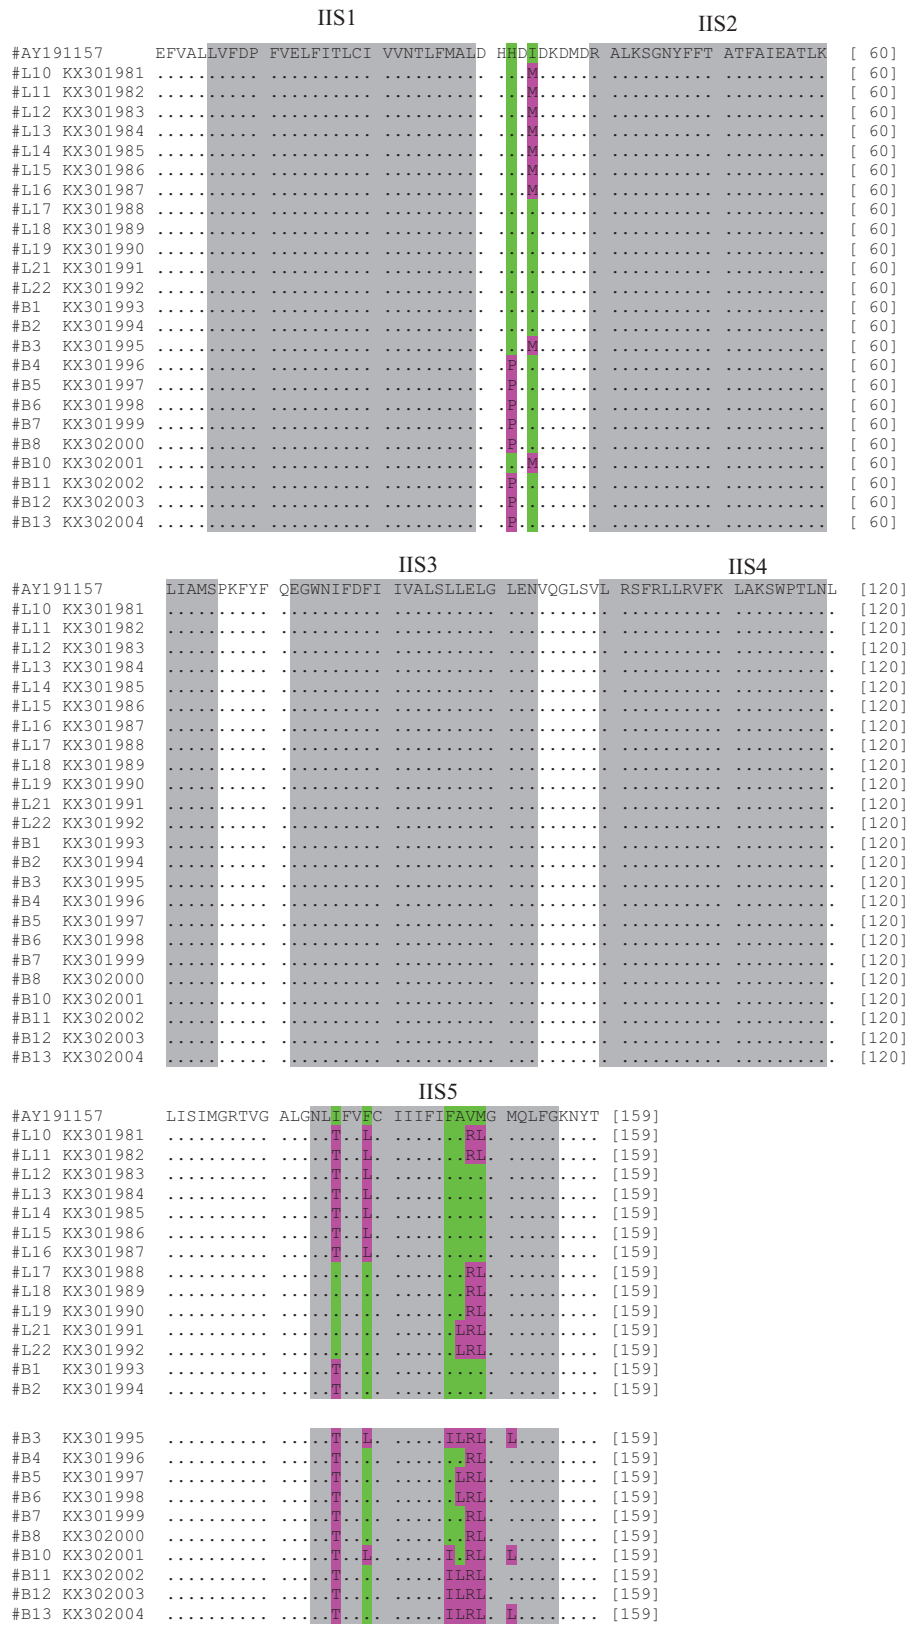 IIS1 IIS2
#AY191157 EFVALLVFDP FVELFITLCI VVNTLFMALD HHDIDKDMDR ALKSGNYFFT ATFAIEATLK [ 60]
#L10 KX301981 .......... .......... .......... ...M...... .......... .......... [ 60]
#L11 KX301982 .......... .......... .......... ...M...... .......... .......... [ 60]
#L12 KX301983 .......... .......... .......... ...M...... .......... .......... [ 60]
#L13 KX301984 .......... .......... .......... ...M...... .......... .......... [ 60]
#L14 KX301985 .......... .......... .......... ...M...... .......... .......... [ 60]
#L15 KX301986 .......... .......... .......... ...M...... .......... .......... [ 60]
#L16 KX301987 .......... .......... .......... ...M...... .......... .......... [ 60]
#L17 KX301988 .......... .......... .......... .......... .......... .......... [ 60]
#L18 KX301989 .......... .......... .......... .......... .......... .......... [ 60]
#L19 KX301990 .......... .......... .......... .......... .......... .......... [ 60]
#L21 KX301991 .......... .......... .......... .......... .......... .......... [ 60]
#L22 KX301992 .......... .......... .......... .......... .......... .......... [ 60]
#B1 KX301993 .......... .......... .......... .......... .......... .......... [ 60]
#B2 KX301994 .......... .......... .......... .......... .......... .......... [ 60]
#B3 KX301995 .......... .......... .......... ...M...... .......... .......... [ 60]
#B4 KX301996 .......... .......... .......... .P........ .......... .......... [ 60]
#B5 KX301997 .......... .......... .......... .P........ .......... .......... [ 60]
#B6 KX301998 .......... .......... .......... .P........ .......... .......... [ 60]
#B7 KX301999 .......... .......... .......... .P........ .......... .......... [ 60]
#B8 KX302000 .......... .......... .......... .P........ .......... .......... [ 60]
#B10 KX302001 .......... .......... .......... ...M...... .......... .......... [ 60]
#B11 KX302002 .......... .......... .......... .P........ .......... .......... [ 60]
#B12 KX302003 .......... .......... .......... .P........ .......... .......... [ 60]
#B13 KX302004 .......... .......... .......... .P........ .......... .......... [ 60]
IIS3 IIS4
#AY191157 LIAMSPKFYF QEGWNIFDFI IVALSLLELG LENVQGLSVL RSFRLLRVFK LAKSWPTLNL [120]
#L10 KX301981 .......... .......... .......... .......... .......... .......... [120]
#L11 KX301982 .......... .......... .......... .......... .......... .......... [120]
#L12 KX301983 .......... .......... .......... .......... .......... .......... [120]
#L13 KX301984 .......... .......... .......... .......... .......... .......... [120]
#L14 KX301985 .......... .......... .......... .......... .......... .......... [120]
#L15 KX301986 .......... .......... .......... .......... .......... .......... [120]
#L16 KX301987 .......... .......... .......... .......... .......... .......... [120]
#L17 KX301988 .......... .......... .......... .......... .......... .......... [120]
#L18 KX301989 .......... .......... .......... .......... .......... .......... [120]
#L19 KX301990 .......... .......... .......... .......... .......... .......... [120]
#L21 KX301991 .......... .......... .......... .......... .......... .......... [120]
#L22 KX301992 .......... .......... .......... .......... .......... .......... [120]
#B1 KX301993 .......... .......... .......... .......... .......... .......... [120]
#B2 KX301994 .......... .......... .......... .......... .......... .......... [120]
#B3 KX301995 .......... .......... .......... .......... .......... .......... [120]
#B4 KX301996 .......... .......... .......... .......... .......... .......... [120]
#B5 KX301997 .......... .......... .......... .......... .......... .......... [120]
#B6 KX301998 .......... .......... .......... .......... .......... .......... [120]
#B7 KX301999 .......... .......... .......... .......... .......... .......... [120]
#B8 KX302000 .......... .......... .......... .......... .......... .......... [120]
#B10 KX302001 .......... .......... .......... .......... .......... .......... [120]
#B11 KX302002 .......... .......... .......... .......... .......... .......... [120]
#B12 KX302003 .......... .......... .......... .......... .......... .......... [120]
#B13 KX302004 .......... .......... .......... .......... .......... .......... [120]
IIS5
#AY191157 LISIMGRTVG ALGNLIFVFC IIIFIFAVMG MQLFGKNYT [159]
#L10 KX301981 .......... .....T..L. .......RL. ......... [159]
#L11 KX301982 .......... .....T..L. .......RL. ......... [159]
#L12 KX301983 .......... .....T..L. .......... ......... [159]
#L13 KX301984 .......... .....T..L. .......... ......... [159]
#L14 KX301985 .......... .....T..L. .......... ......... [159]
#L15 KX301986 .......... .....T..L. .......... ......... [159]
#L16 KX301987 .......... .....T..L. .......... ......... [159]
#L17 KX301988 .......... .......... .......RL. ......... [159]
#L18 KX301989 .......... .......... .......RL. ......... [159]
#L19 KX301990 .......... .......... .......RL. ......... [159]
#L21 KX301991 .......... .......... ......LRL. ......... [159]
#L22 KX301992 .......... .......... ......LRL. ......... [159]
#B1 KX301993 .......... .....T.... .......... ......... [159]
#B2 KX301994 .......... .....T.... .......... ......... [159]
#B3 KX301995 .......... .....T..L. .....ILRL. L........ [159]
#B4 KX301996 .......... .....T.... .......RL. ......... [159]
#B5 KX301997 .......... .....T.... ......LRL. ......... [159]
#B6 KX301998 .......... .....T.... ......LRL. ......... [159]
#B7 KX301999 .......... .....T.... .......RL. ......... [159]
#B8 KX302000 .......... .....T.... .......RL. ......... [159]
#B10 KX302001 .......... .....T..L. .....I.RL. L........ [159]
#B11 KX302002 .......... .....T.... .....ILRL. ......... [159]
#B12 KX302003 .......... .....T.... .....ILRL. ......... [159]
#B13 KX302004 .......... .....T.... .....ILRL. L........ [159]